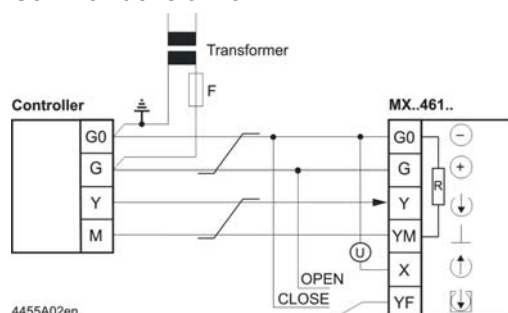 Transformer
F
Controller
MX..461..
G0
G
Y
M
G0
G
Y
YM
X
YF
R
U
OPEN
CLOSE
4455A02en